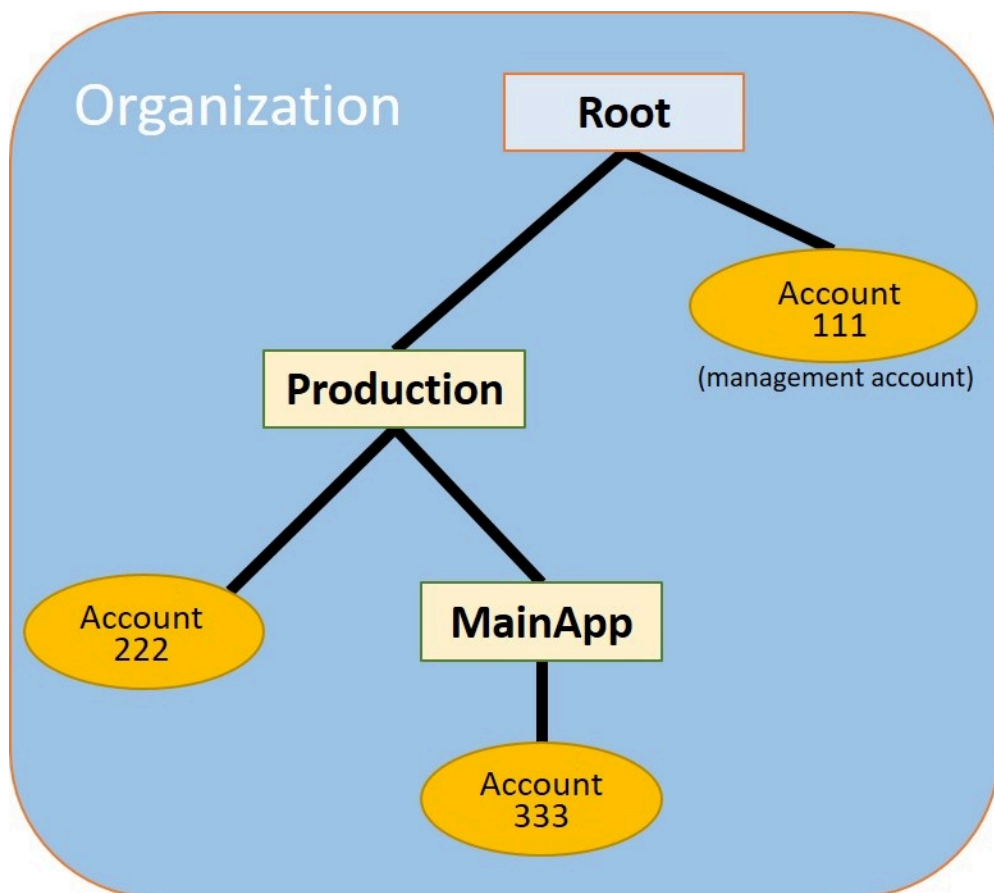 Organization
Root
Account
111
(management account)
Production
Account
222
MainApp
Account
333